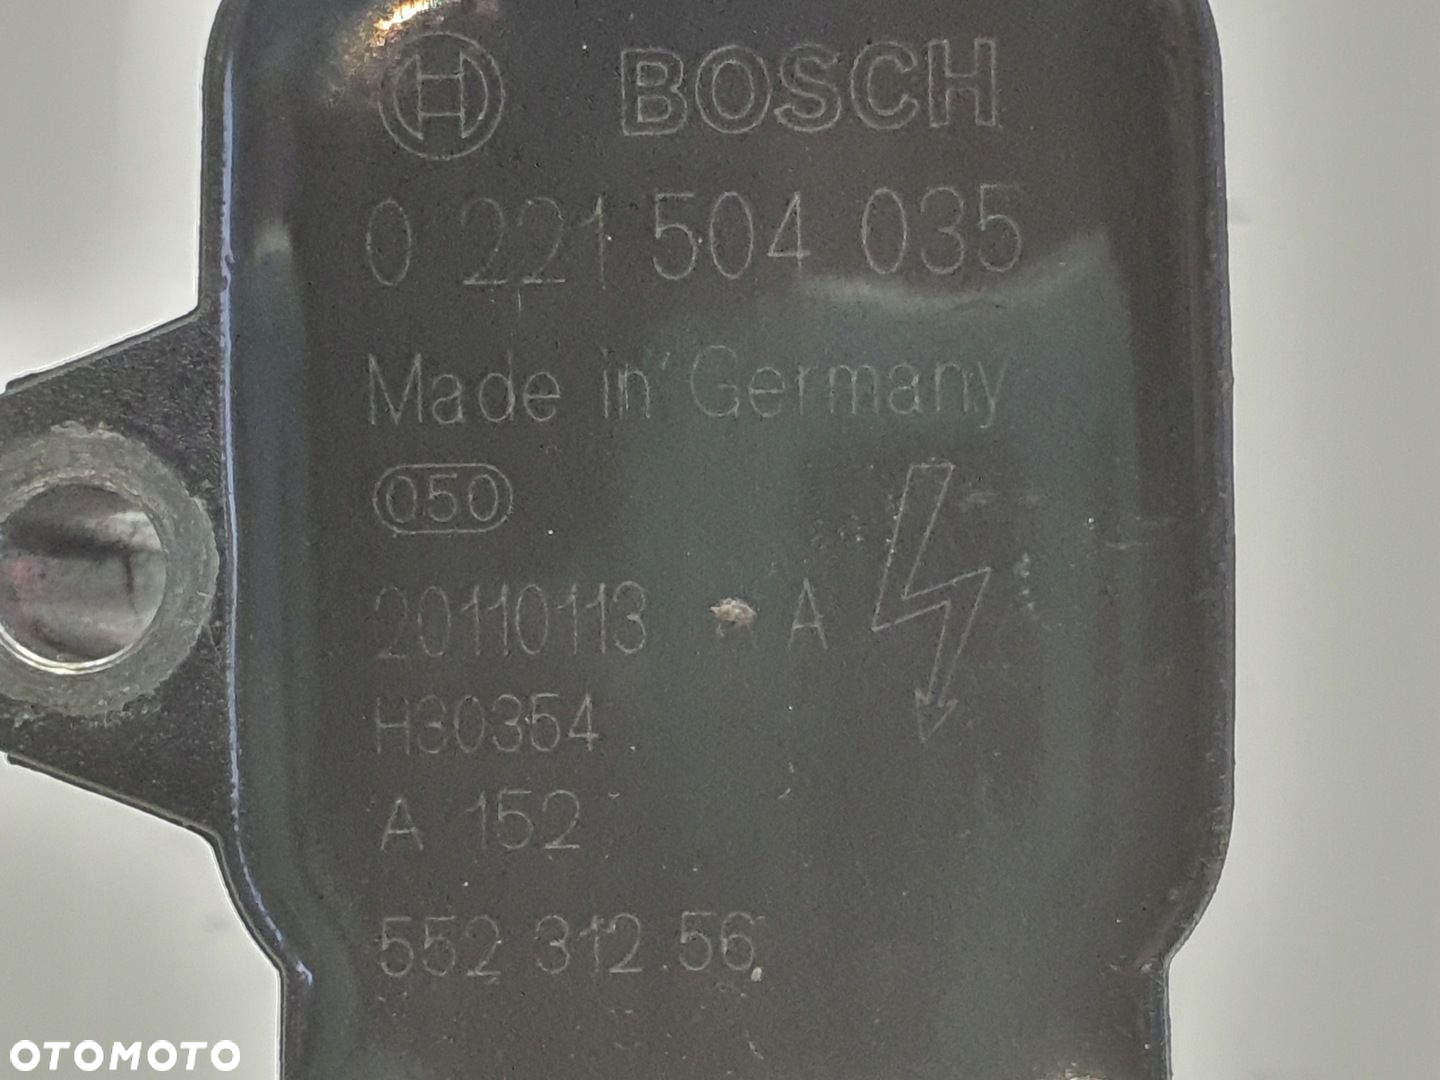 BOSCH
0 221 504 035
Made in Germany
050
20110113 A
H30354
A 152
552 312 56
OTOMOTO